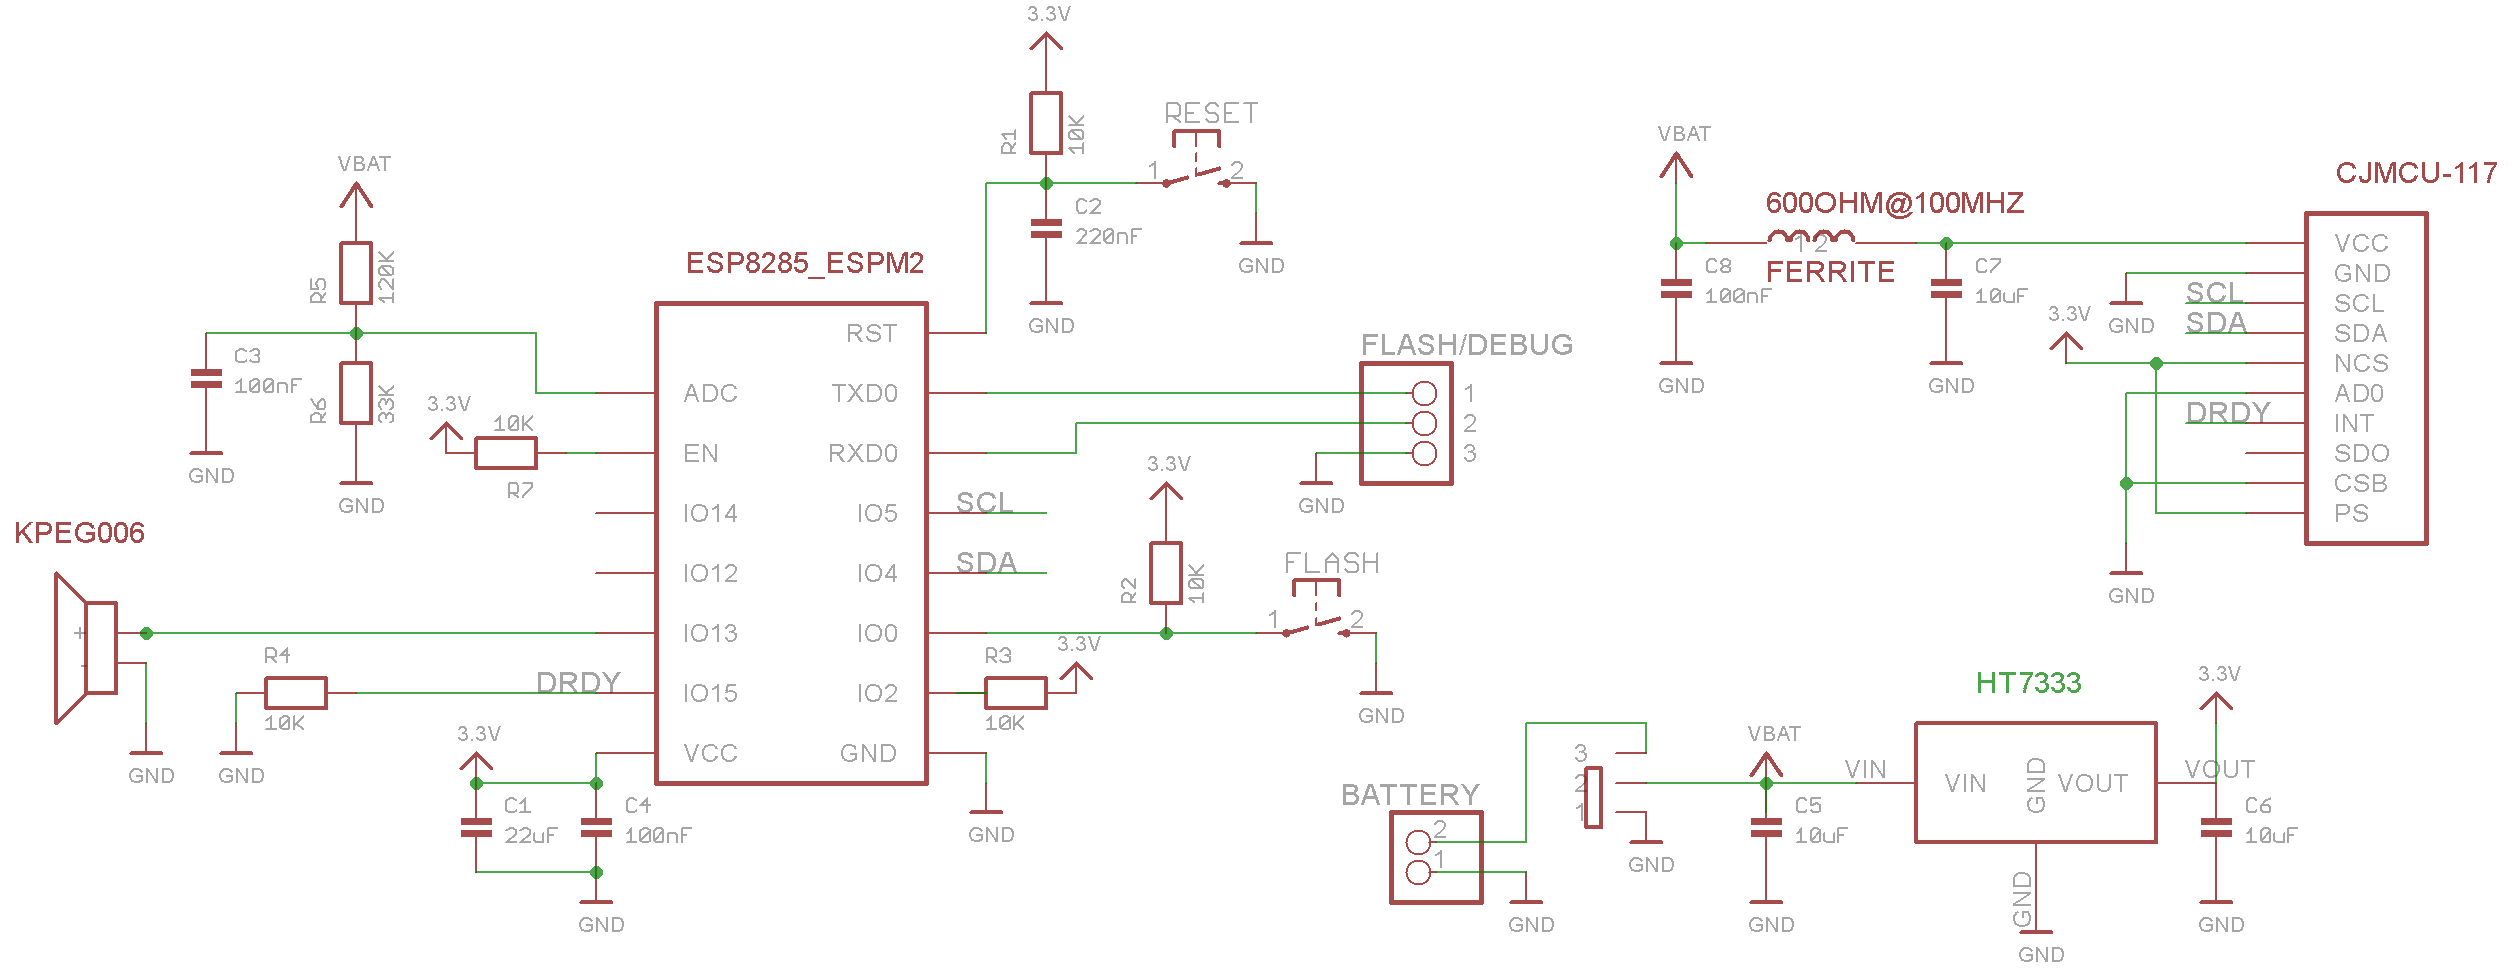 3.3V
R1
10K
RESET
1
2
C2
220nF
GND
GND
VBAT
R5
120K
C3
100nF
R6
33K
GND
GND
3.3V
10K
R7
ESP8285_ESPM2
RST
ADC
TXD0
EN
RXD0
IO14
IO5
SCL
IO12
IO4
SDA
IO13
IO0
IO15
IO2
VCC
GND
KPEG006
+
-
GND
R4
10K
GND
DRDY
3.3V
C1
22uF
C4
100nF
GND
R3
10K
3.3V
GND
3.3V
R2
10K
FLASH
1
2
GND
FLASH/DEBUG
1
2
3
GND
VBAT
C8
100nF
GND
600OHM@100MHZ
12
FERRITE
C7
10uF
GND
CJMCU-117
VCC
GND
SCL
SDA
NCS
AD0
INT
SDO
CSB
PS
GND
SCL
SDA
3.3V
DRDY
GND
BATTERY
2
1
GND
3
2
1
GND
VBAT
C5
10uF
GND
HT7333
VIN
VIN
GND
VOUT
VOUT
GND
GND
3.3V
C6
10uF
GND